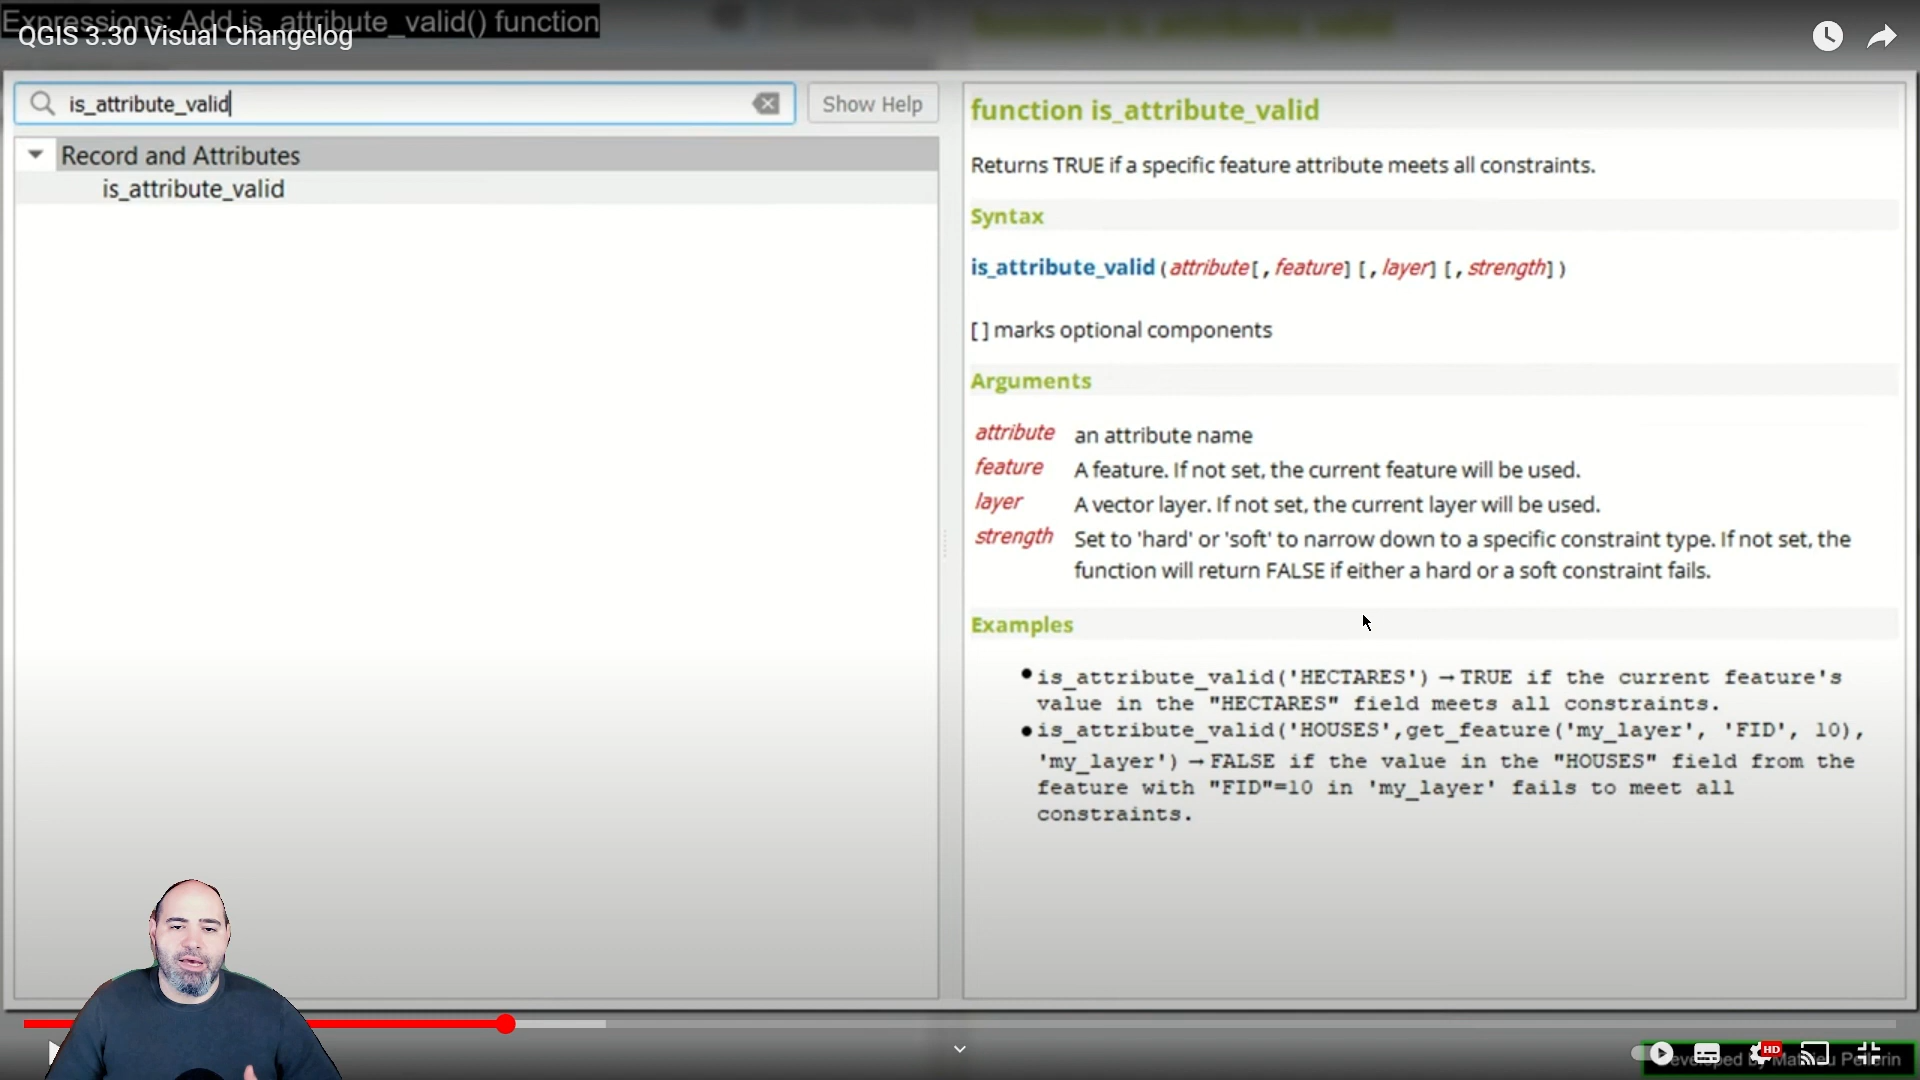 Expressions: Add is_attribute_valid() function
QGIS 3.30 Visual Changelog
is_attribute_valid
Show Help
Record and Attributes
is_attribute_valid
function is_attribute_valid
Returns TRUE if a specific feature attribute meets all constraints.
Syntax
is_attribute_valid(attribute[,feature][,layer][,strength])
[ ] marks optional components
Arguments
attribute an attribute name
feature A feature. If not set, the current feature will be used.
layer A vector layer. If not set, the current layer will be used.
strength Set to 'hard' or 'soft' to narrow down to a specific constraint type. If not set, the
function will return FALSE if either a hard or a soft constraint fails.
Examples
is_attribute_valid('HECTARES') → TRUE if the current feature's
value in the "HECTARES" field meets all constraints.
is_attribute_valid('HOUSES',get_feature('my_layer', 'FID', 10),
'my_layer') → FALSE if the value in the "HOUSES" field from the
feature with "FID"=10 in 'my_layer' fails to meet all
constraints.
HD